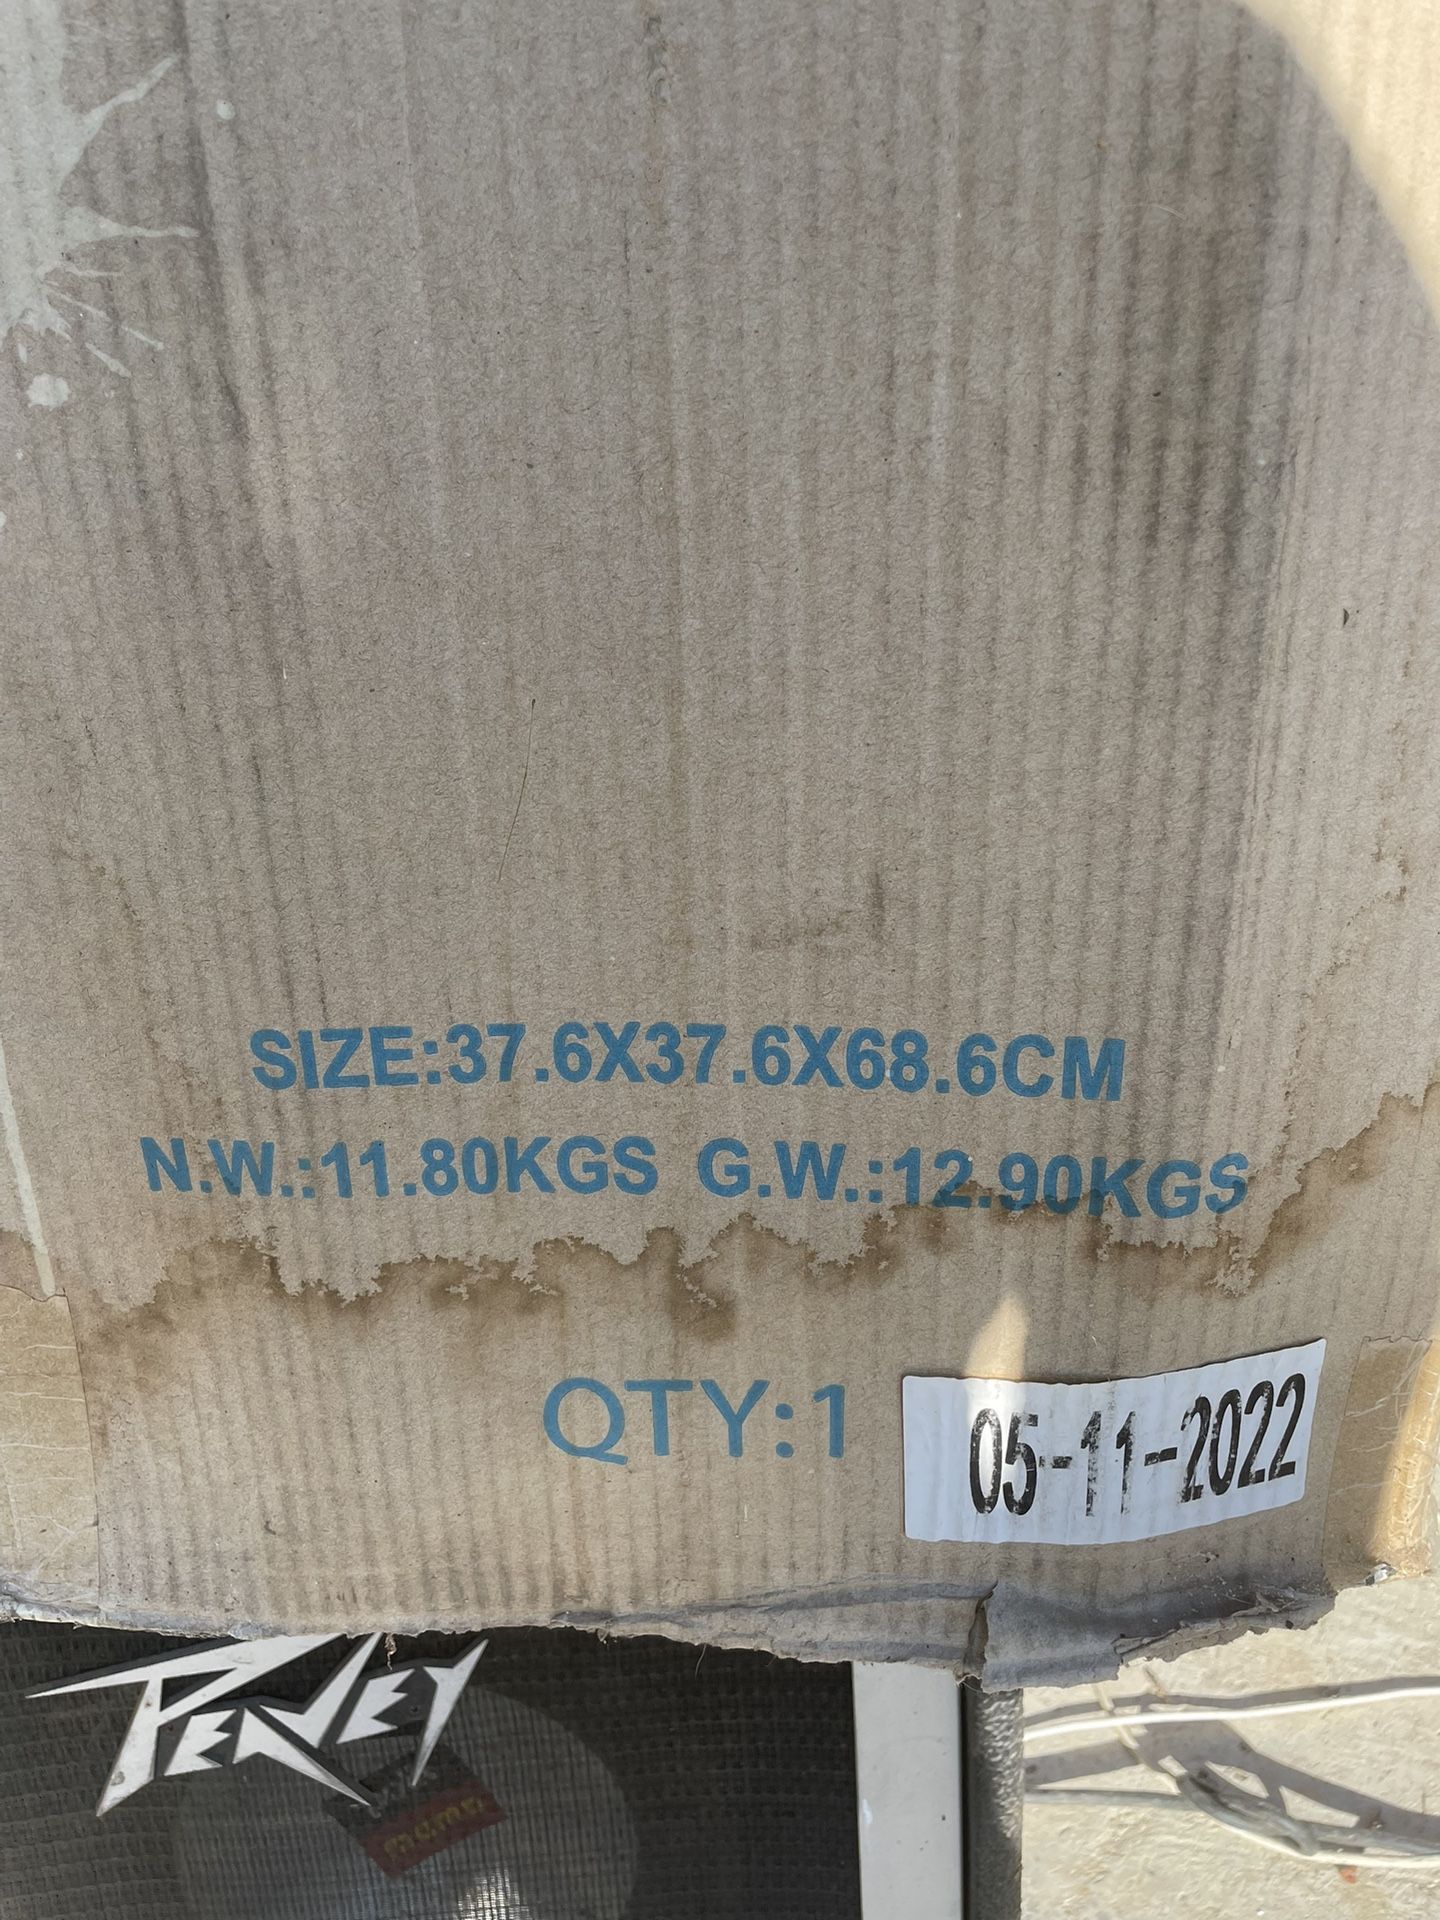 SIZE:37.6X37.6X68.6CM
N.W.:11.80KGS G.W.:12.90KGS
QTY:1
05-11-2022
PEAVEY